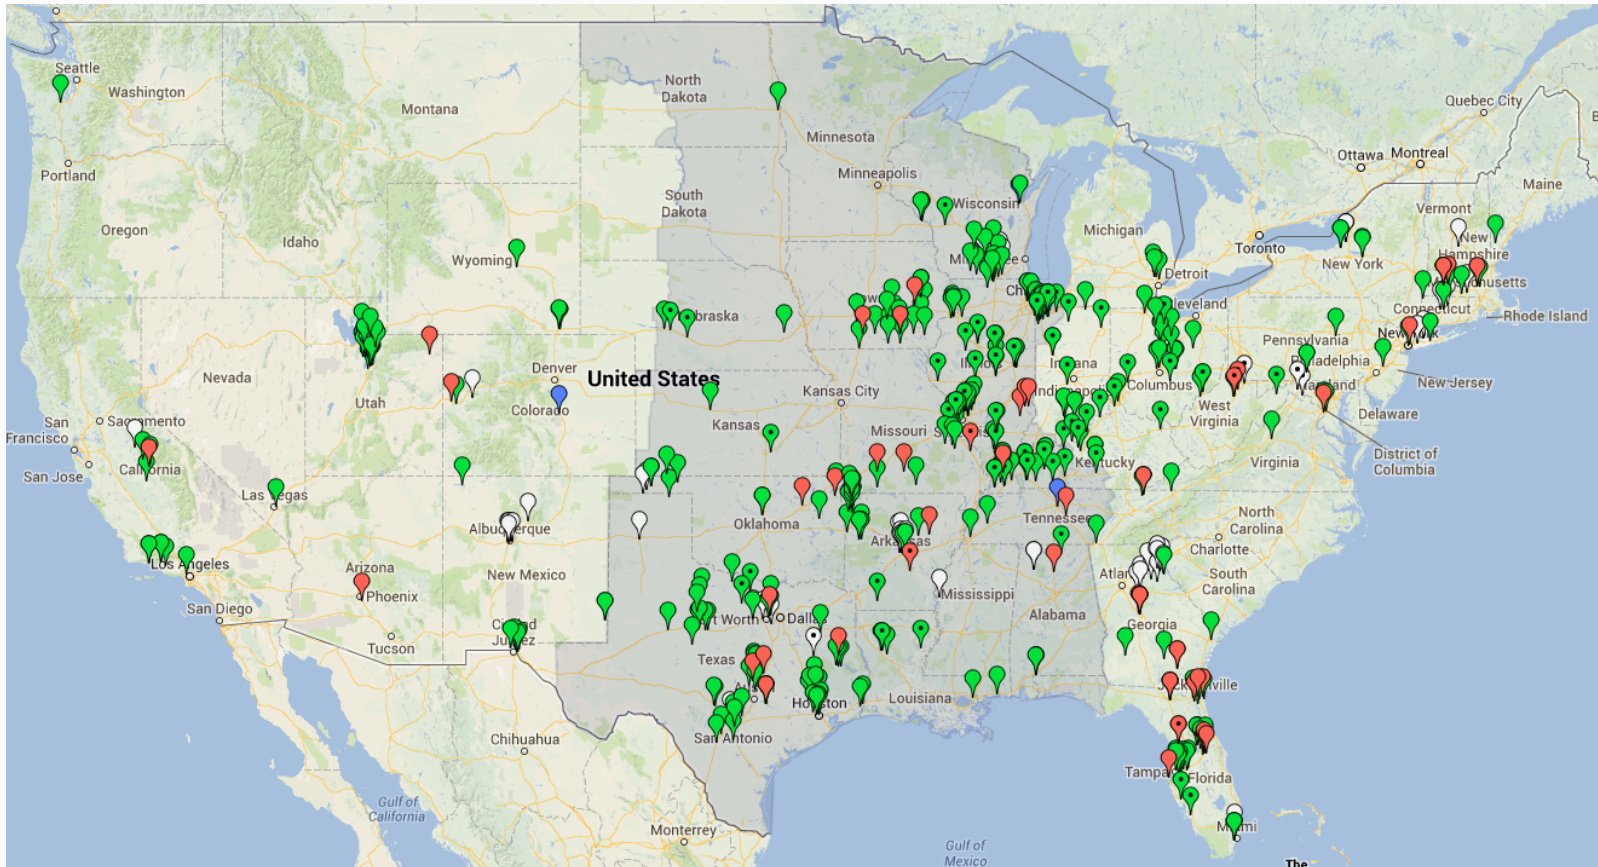 Seattle
Washington
Montana
North
Dakota
Minnesota
Quebec City
Ottawa
Montreal
Maine
Portland
Minneapolis
Oregon
Idaho
South
Dakota
Wisconsin
Michigan
Vermont
Toronto
New
Hampshire
Wyoming
Detroit
New York
Connecticut
Rhode Island
Pennsylvania
Philadelphia
New Jersey
Nevada
Utah
Denver
Colorado
United States
Kansas City
Indiana
Columbus
Delaware
San
Francisco
Sacramento
Kansas
Missouri
West
Virginia
District of
Columbia
San Jose
California
Kentucky
Virginia
Las Vegas
Albuquerque
Oklahoma
Tennessee
North
Carolina
Charlotte
Los Angeles
Arizona
Phoenix
New Mexico
Arkansas
Mississippi
Alabama
South
Carolina
Georgia
San Diego
Tucson
Dallas
Texas
Louisiana
Houston
San Antonio
Chihuahua
Tampa
Florida
Gulf of
California
Monterrey
Miami
Gulf of
Mexico
The